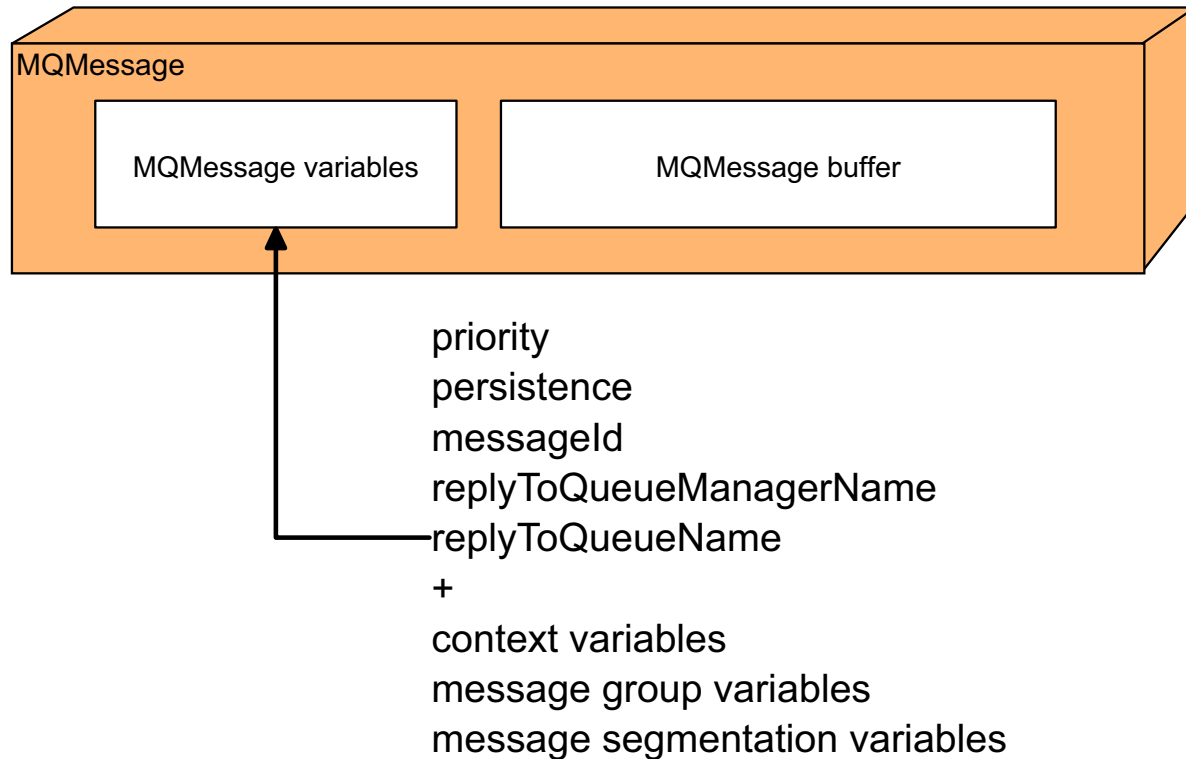 MQMessage
MQMessage variables
MQMessage buffer
priority
persistence
messageId
replyToQueueManagerName
replyToQueueName
+
context variables
message group variables
message segmentation variables